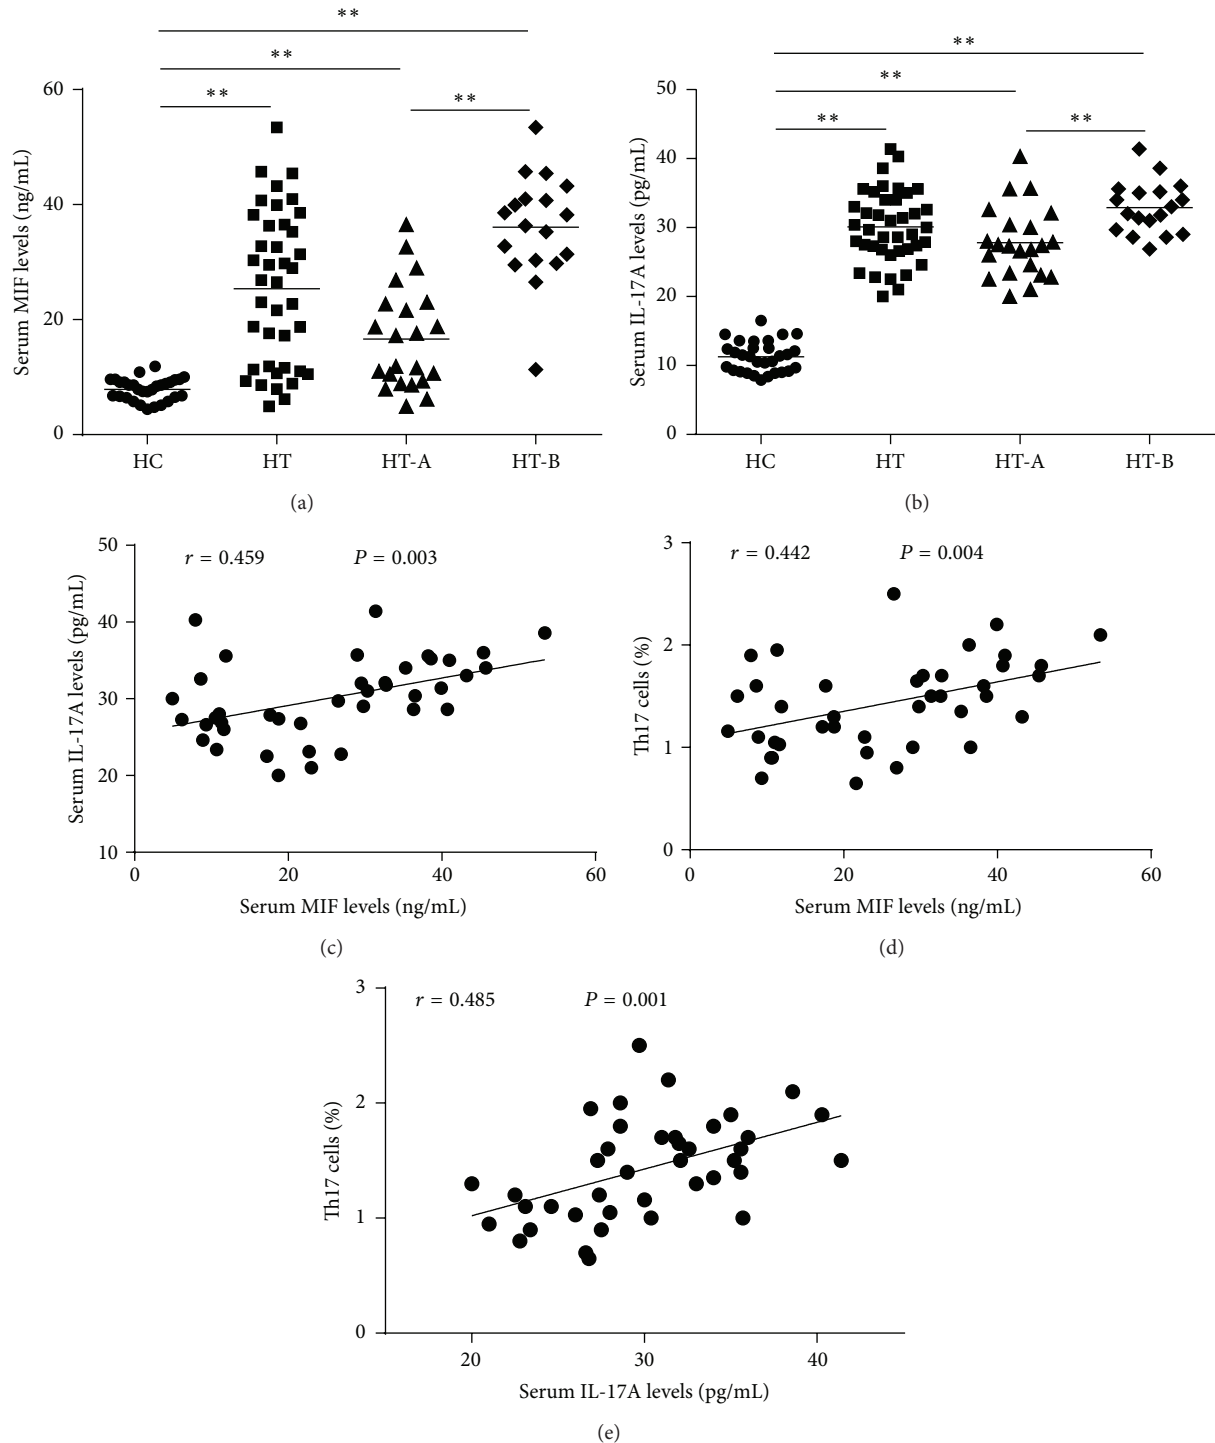 **
**
**
**
60
40
20
0
Serum MIF levels (ng/mL)
HC HT HT-A HT-B
(a)
**
**
**
**
50
40
30
20
10
0
Serum IL-17A levels (pg/mL)
HC HT HT-A HT-B
(b)
r = 0.459 P = 0.003
50
40
30
20
10
Serum IL-17A levels (pg/mL)
0 20 40 60
Serum MIF levels (ng/mL)
(c)
r = 0.442 P = 0.004
3
2
1
0
Th17 cells (%)
0 20 40 60
Serum MIF levels (ng/mL)
(d)
r = 0.485 P = 0.001
3
2
1
0
Th17 cells (%)
20 30 40
Serum IL-17A levels (pg/mL)
(e)